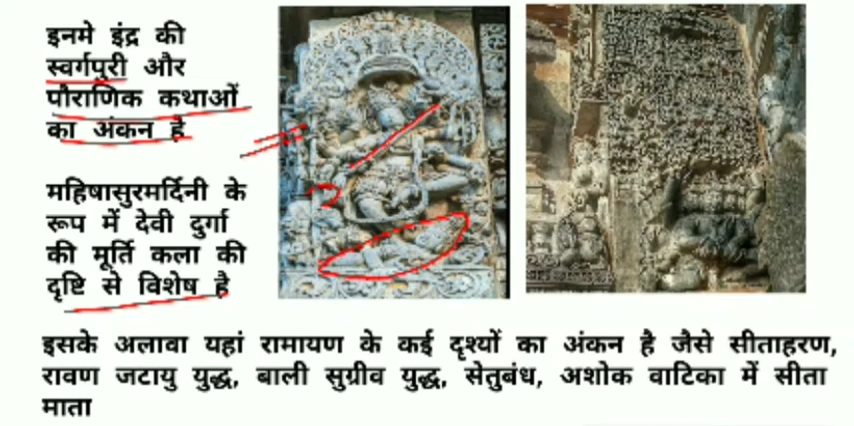 इनमे इंद्र की
स्वर्गपुरी और
पौराणिक कथाओं
का अंकन है
महिषासुरमर्दिनी के
रूप में देवी दुर्गा
की मूर्ति कला की
दृष्टि से विशेष है
इसके अलावा यहां रामायण के कई दृश्यों का अंकन है जैसे सीताहरण,
रावण जटायु युद्ध, बाली सुग्रीव युद्ध, सेतुबंध, अशोक वाटिका में सीता
माता